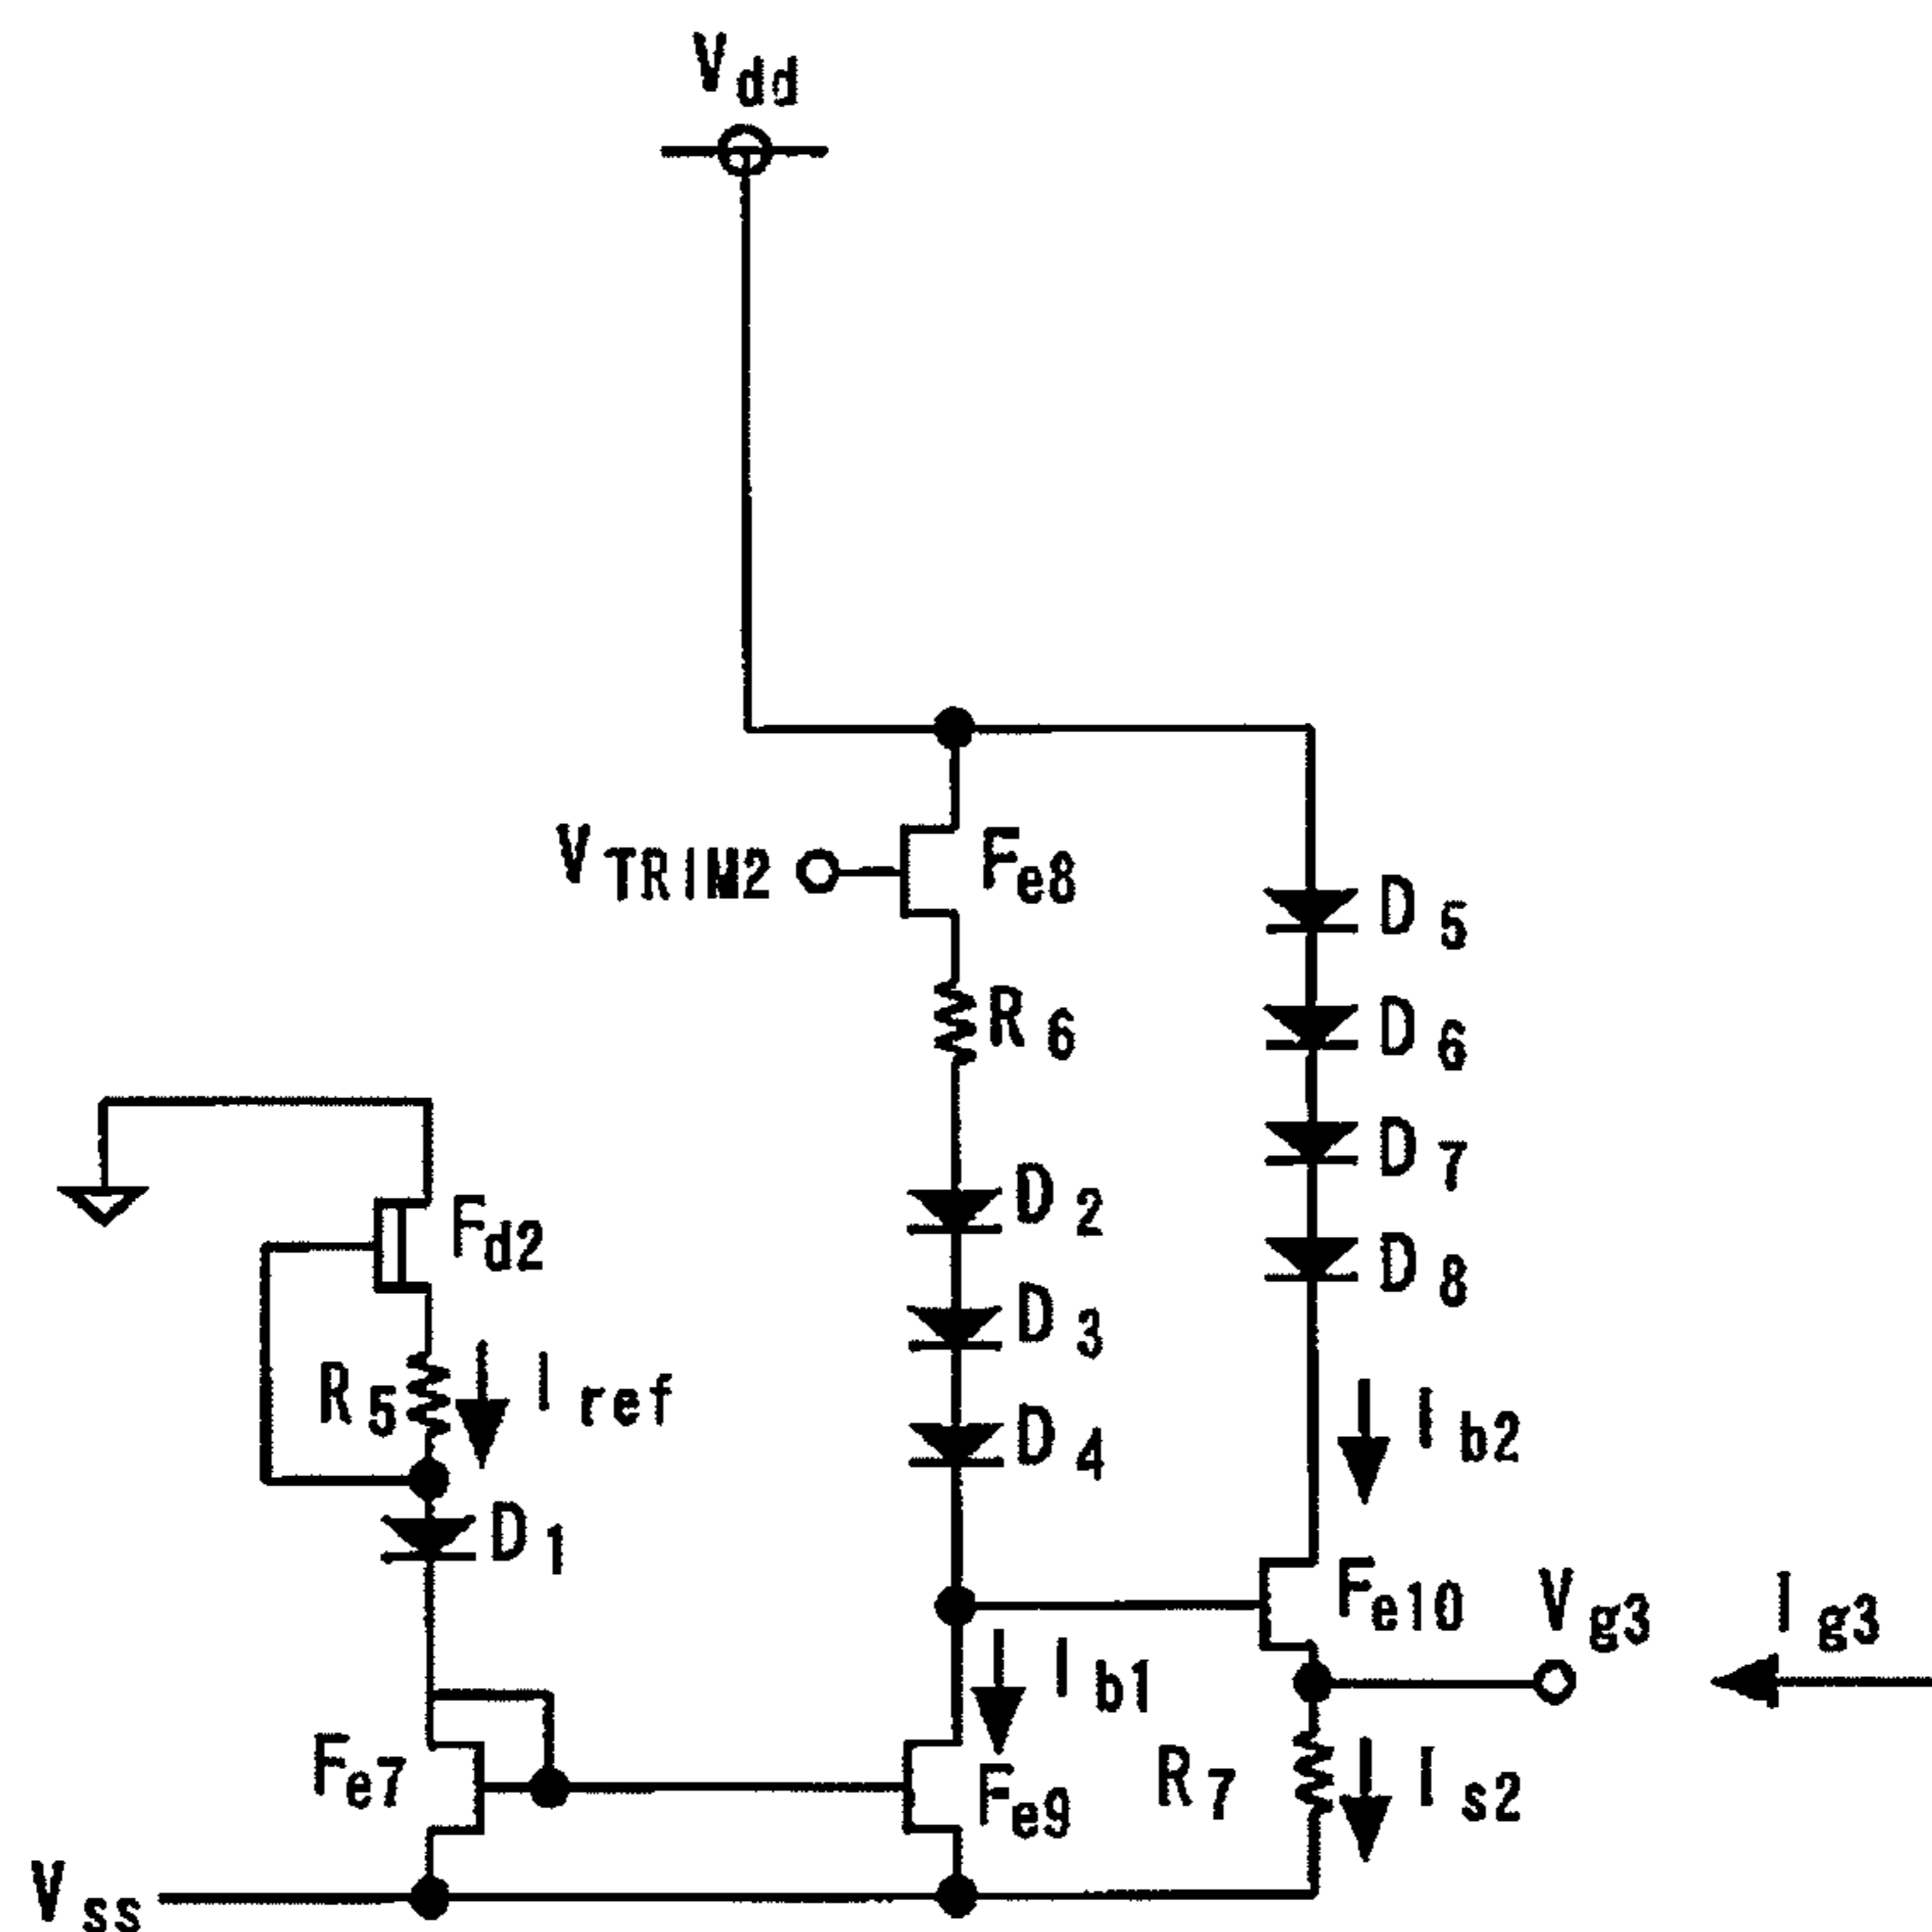 Vdd
VTRIM2
Fe8
D5
R6
D6
D7
Fd2
D2
D8
D3
R5
Iref
D4
Ib2
D1
Fe10
Vg3
Ig3
Ib1
Fe7
Fe9
R7
Is2
Vss